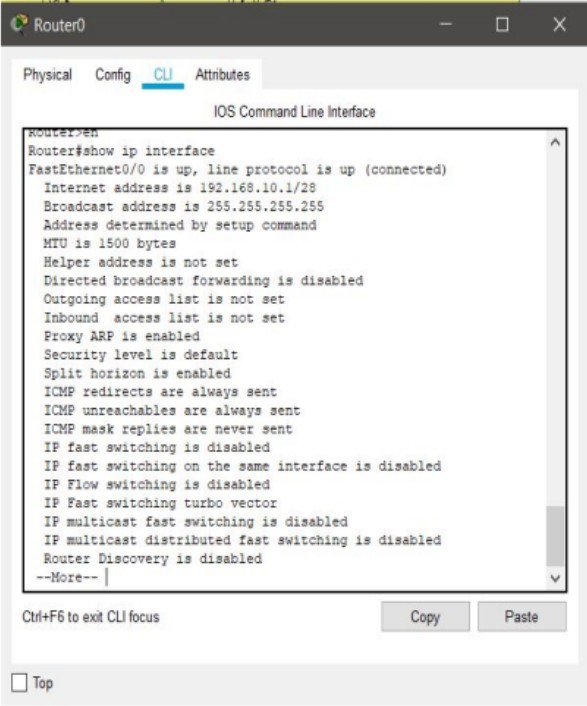 Router0
Physical Config CLI Attributes
IOS Command Line Interface
Router>en
Router#show ip interface
FastEthernet0/0 is up, line protocol is up (connected)
Internet address is 192.168.10.1/28
Broadcast address is 255.255.255.255
Address determined by setup command
MTU is 1500 bytes
Helper address is not set
Directed broadcast forwarding is disabled
Outgoing access list is not set
Inbound  access list is not set
Proxy ARP is enabled
Security level is default
Split horizon is enabled
ICMP redirects are always sent
ICMP unreachables are always sent
ICMP mask replies are never sent
IP fast switching is disabled
IP fast switching on the same interface is disabled
IP Flow switching is disabled
IP Fast switching turbo vector
IP multicast fast switching is disabled
IP multicast distributed fast switching is disabled
Router Discovery is disabled
--More--
Ctrl+F6 to exit CLI focus
Copy Paste
Top